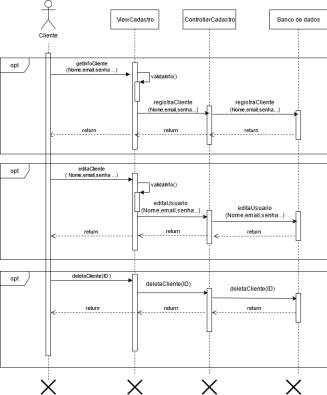 Cliente
:ViewCadastro
:ControllerCadastro
:Banco de dados
opt
getInfoCliente
(Nome,email,senha ...)
validaInfo()
registraCliente
(Nome,email,senha...)
registraCliente
(Nome,email,senha...)
return
return
return
opt
editaCliente
( Nome,email,senha...)
validaInfo()
editaUsuario
(Nome,email,senha...)
editaUsuario
(Nome,email,senha...)
return
return
return
opt
deletaCliente(ID )
deletaCliente(ID)
deletaCliente(ID)
return
return
return